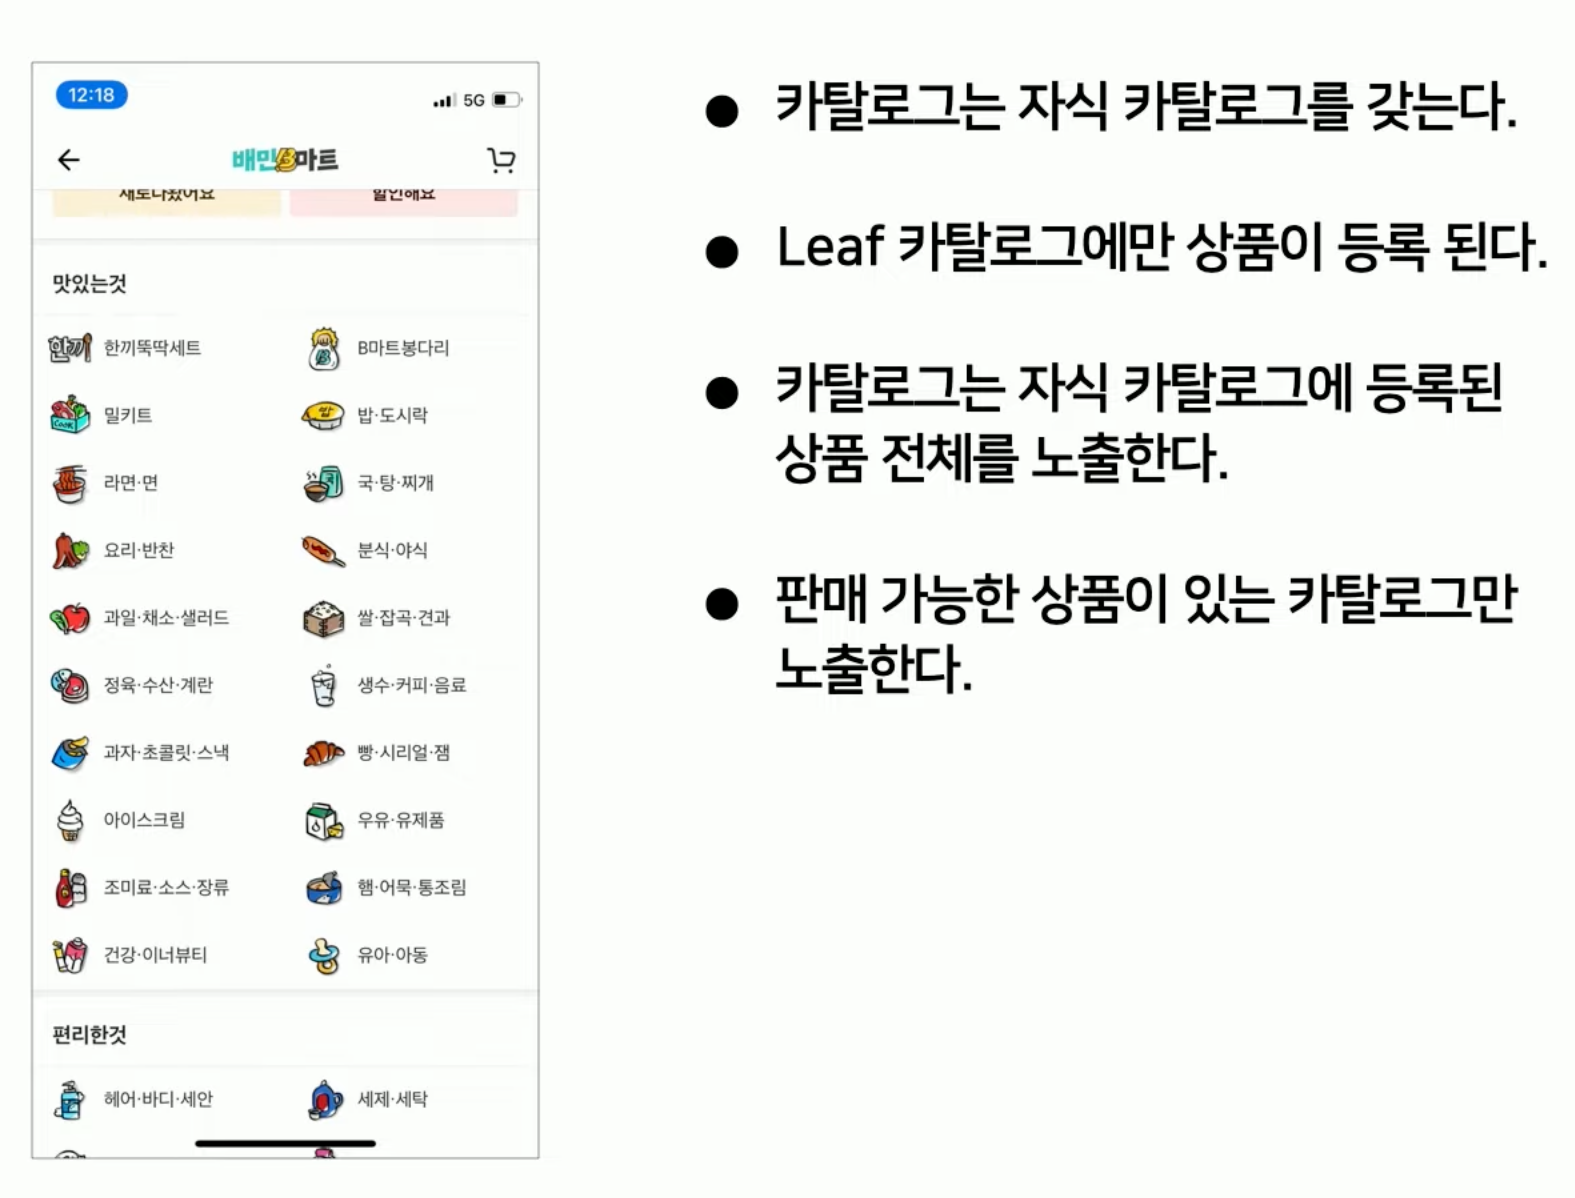 12:18
5G
배민B마트
새로나왔어요
할인해요
맛있는것
한끼뚝딱세트
B마트봉다리
밀키트
밥·도시락
라면·면
국·탕·찌개
요리·반찬
분식·야식
과일·채소·샐러드
쌀·잡곡·견과
정육·수산·계란
생수·커피·음료
과자·초콜릿·스낵
빵·시리얼·잼
아이스크림
우유·유제품
조미료·소스·장류
햄·어묵·통조림
건강·이너뷰티
유아·아동
편리한것
헤어·바디·세안
세제·세탁
● 카탈로그는 자식 카탈로그를 갖는다.
● Leaf 카탈로그에만 상품이 등록 된다.
● 카탈로그는 자식 카탈로그에 등록된
상품 전체를 노출한다.
● 판매 가능한 상품이 있는 카탈로그만
노출한다.